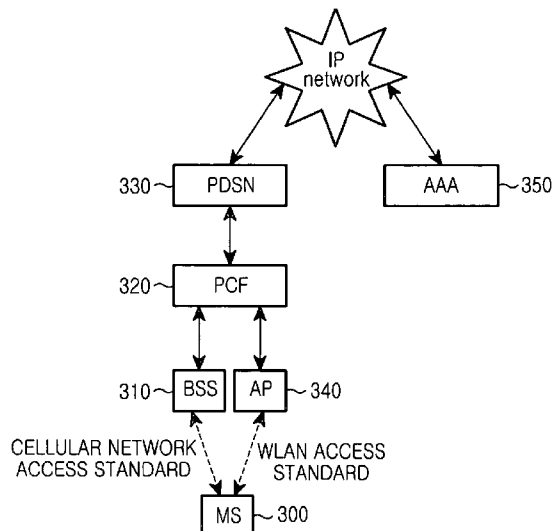 IP
network
330
PDSN
AAA
350
320
PCF
310
BSS
AP
340
CELLULAR NETWORK
ACCESS STANDARD
WLAN ACCESS
STANDARD
MS
300